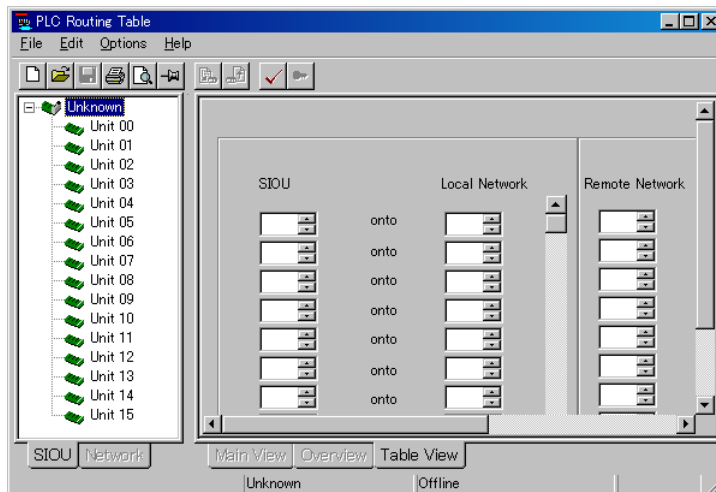 PLC Routing Table
File Edit Options Help
Unknown
Unit 00
Unit 01
Unit 02
Unit 03
Unit 04
Unit 05
Unit 06
Unit 07
Unit 08
Unit 09
Unit 10
Unit 11
Unit 12
Unit 13
Unit 14
Unit 15
SIOU Network
SIOU Local Network Remote Network
onto
onto
onto
onto
onto
onto
onto
Main View Overview Table View
Unknown Offline